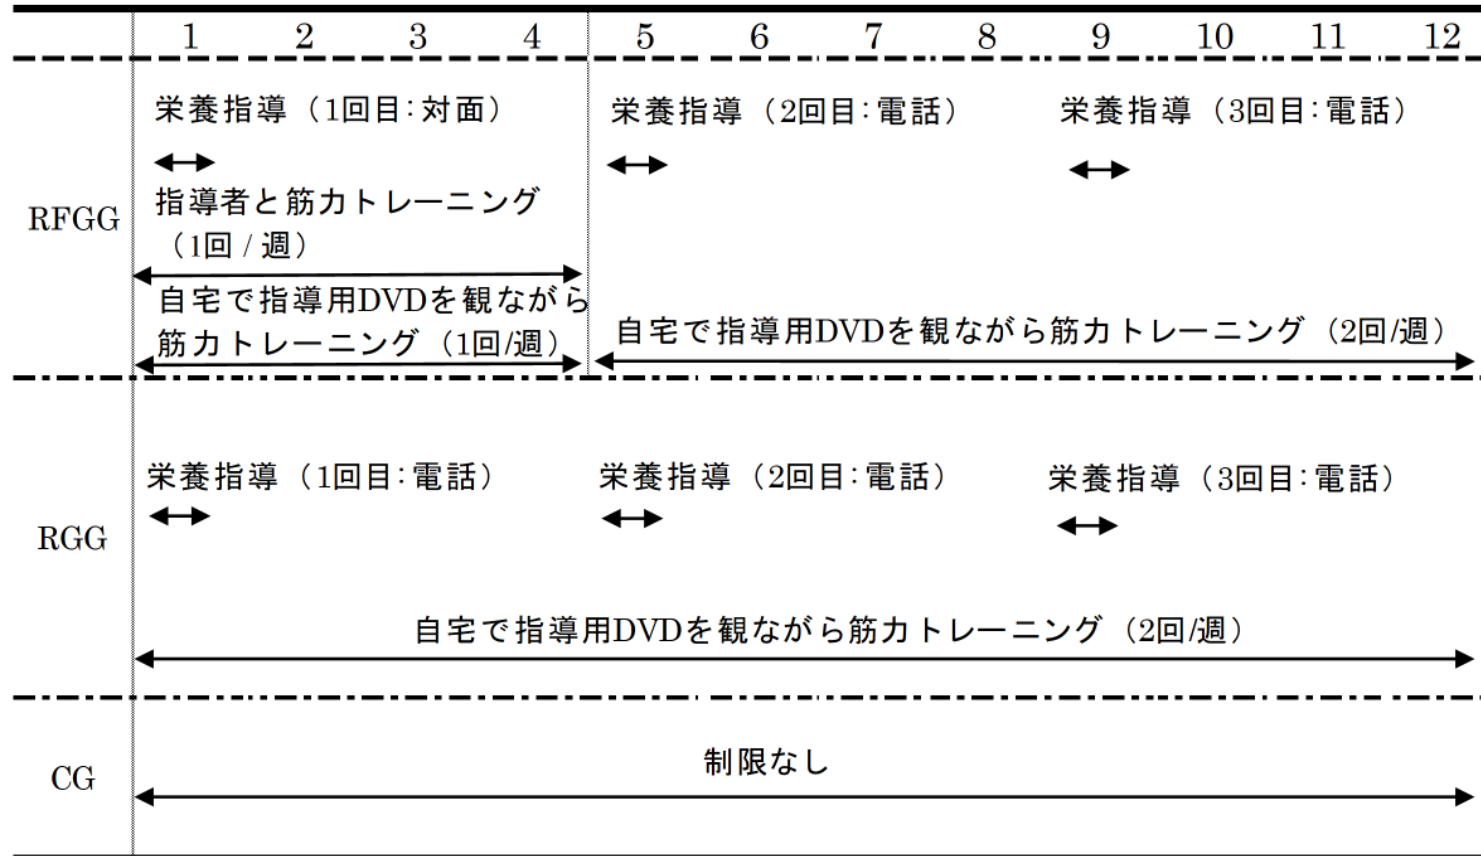 1 2 3 4 5 6 7 8 9 10 11 12
RFGG
栄養指導（1回目:対面）
栄養指導（2回目:電話）
栄養指導（3回目:電話）
指導者と筋力トレーニング
（1回 / 週）
自宅で指導用DVDを観ながら
筋力トレーニング（1回/週）
自宅で指導用DVDを観ながら筋力トレーニング（2回/週）
RGG
栄養指導（1回目:電話）
栄養指導（2回目:電話）
栄養指導（3回目:電話）
自宅で指導用DVDを観ながら筋力トレーニング（2回/週）
CG
制限なし